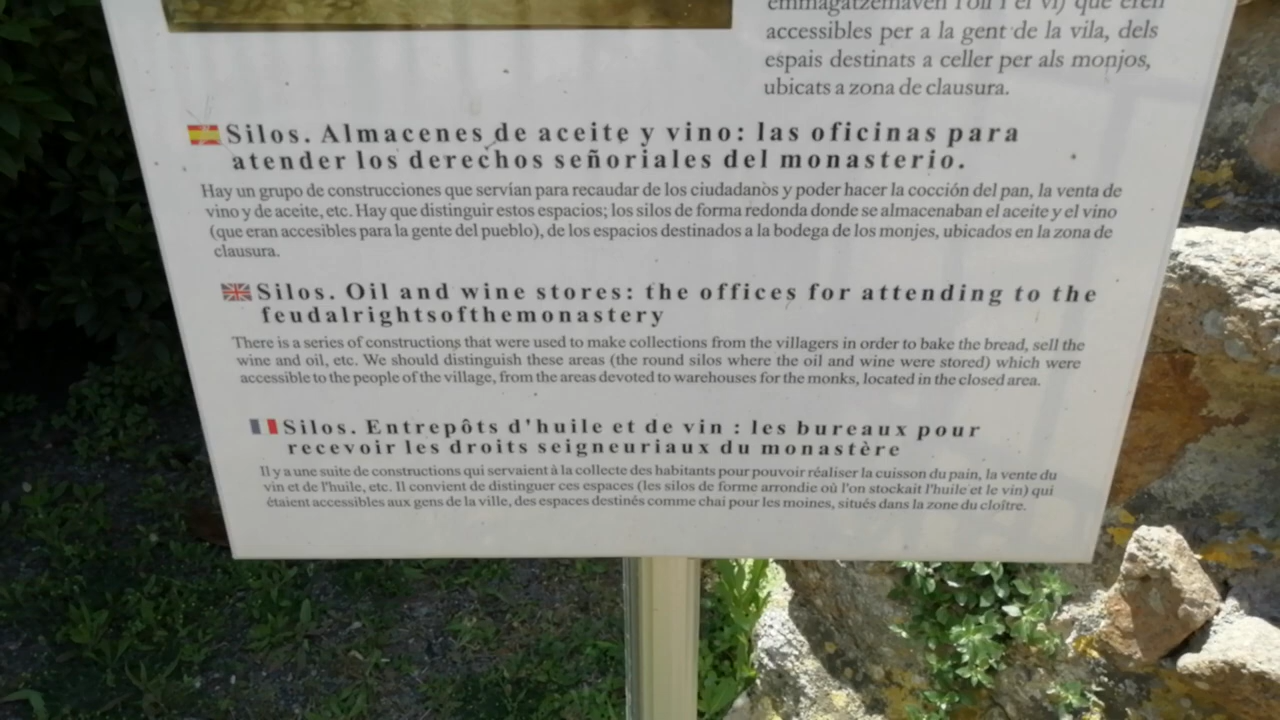 emmagatzemaven l'oli i el vi) que eren
accessibles per a la gent de la vila, dels
espais destinats a celler per als monjos,
ubicats a zona de clausura.
Silos. Almacenes de aceite y vino: las oficinas para
atender los derechos señoriales del monasterio.
Hay un grupo de construcciones que servían para recaudar de los ciudadanos y poder hacer la cocción del pan, la venta de
vino y de aceite, etc. Hay que distinguir estos espacios; los silos de forma redonda donde se almacenaban el aceite y el vino
(que eran accesibles para la gente del pueblo), de los espacios destinados a la bodega de los monjes, ubicados en la zona de
clausura.
Silos. Oil and wine stores: the offices for attending to the
feudalrightsofthemonastery
There is a series of constructions that were used to make collections from the villagers in order to bake the bread, sell the
wine and oil, etc. We should distinguish these areas (the round silos where the oil and wine were stored) which were
accessible to the people of the village, from the areas devoted to warehouses for the monks, located in the closed area.
Silos. Entrepôts d'huile et de vin : les bureaux pour
recevoir les droits seigneuriaux du monastère
Il y a une suite de constructions qui servaient à la collecte des habitants pour pouvoir réaliser la cuisson du pain, la vente du
vin et de l'huile, etc. Il convient de distinguer ces espaces (les silos de forme arrondie où l'on stockait l'huile et le vin) qui
étaient accessibles aux gens de la ville, des espaces destinés comme chai pour les moines, situés dans la zone du cloître.